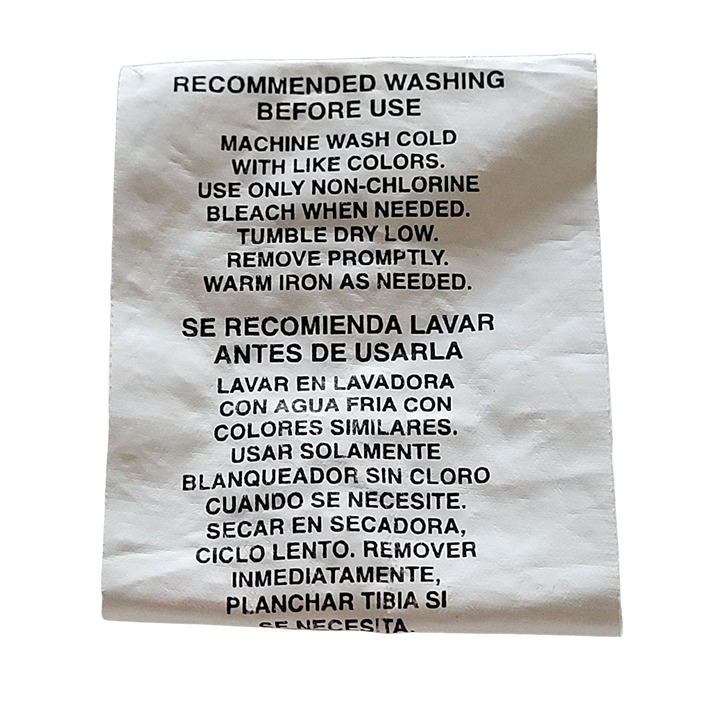 RECOMMENDED WASHING
BEFORE USE
MACHINE WASH COLD
WITH LIKE COLORS.
USE ONLY NON-CHLORINE
BLEACH WHEN NEEDED.
TUMBLE DRY LOW.
REMOVE PROMPTLY.
WARM IRON AS NEEDED.
SE RECOMIENDA LAVAR
ANTES DE USARLA
LAVAR EN LAVADORA
CON AGUA FRIA CON
COLORES SIMILARES.
USAR SOLAMENTE
BLANQUEADOR SIN CLORO
CUANDO SE NECESITE.
SECAR EN SECADORA,
CICLO LENTO. REMOVER
INMEDIATAMENTE,
PLANCHAR TIBIA SI
SE NECESITA.